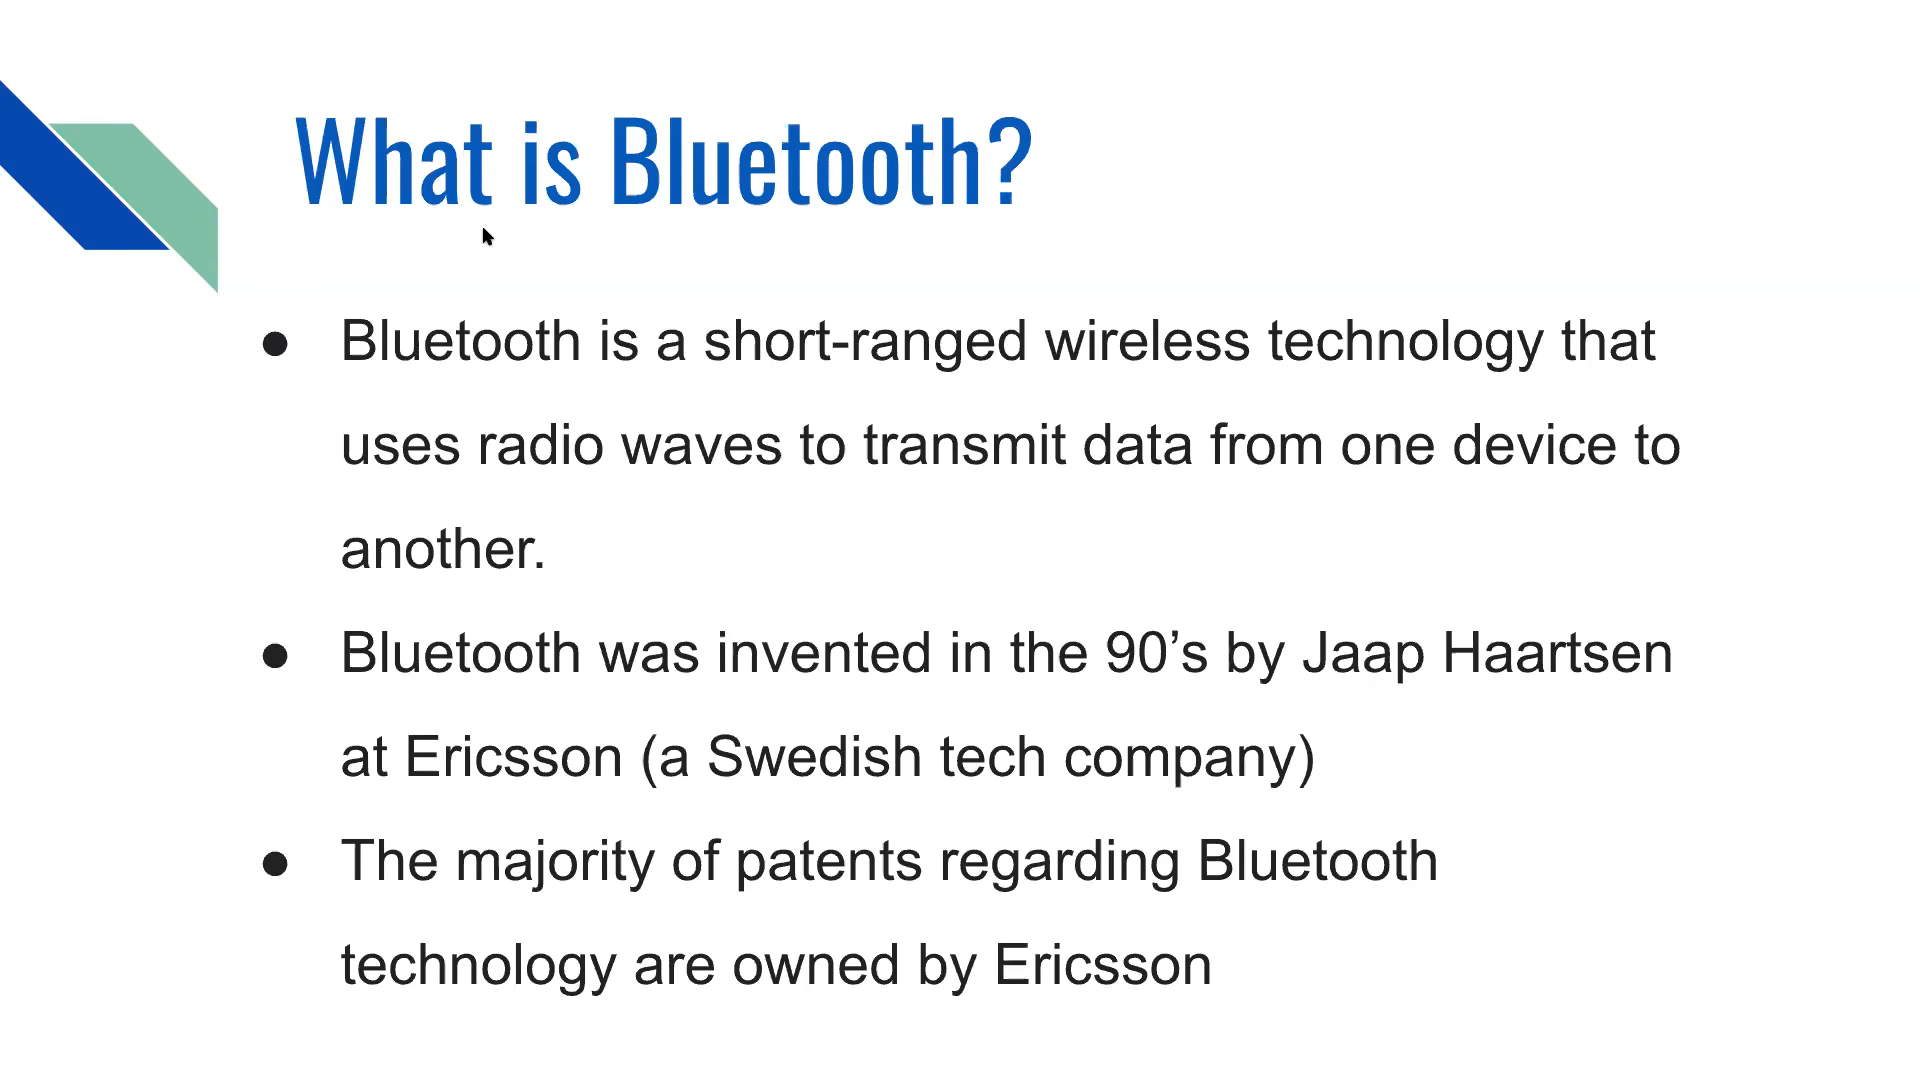 What is Bluetooth?
● Bluetooth is a short-ranged wireless technology that
uses radio waves to transmit data from one device to
another.
● Bluetooth was invented in the 90’s by Jaap Haartsen
at Ericsson (a Swedish tech company)
● The majority of patents regarding Bluetooth
technology are owned by Ericsson